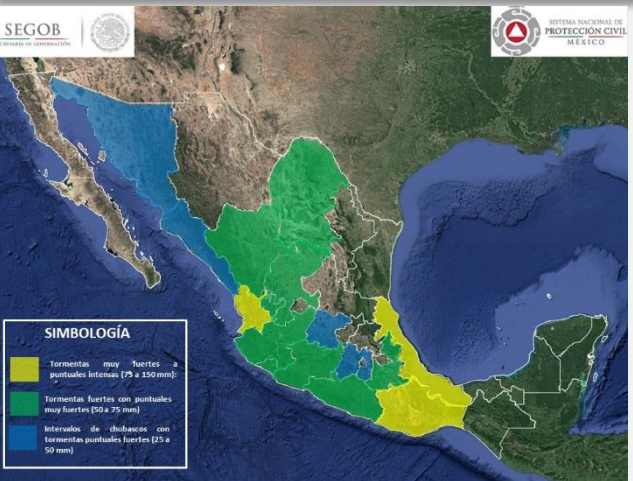 SEGOB
SECRETARÍA DE GOBERNACIÓN
SISTEMA NACIONAL DE
PROTECCIÓN CIVIL
MÉXICO
SIMBOLOGÍA
Tormentas muy fuertes a
puntuales intensas (75 a 150 mm):
Tormentas fuertes con puntuales
muy fuertes (50 a 75 mm)
Intervalos de chubascos con
tormentas puntuales fuertes (25 a
50 mm)